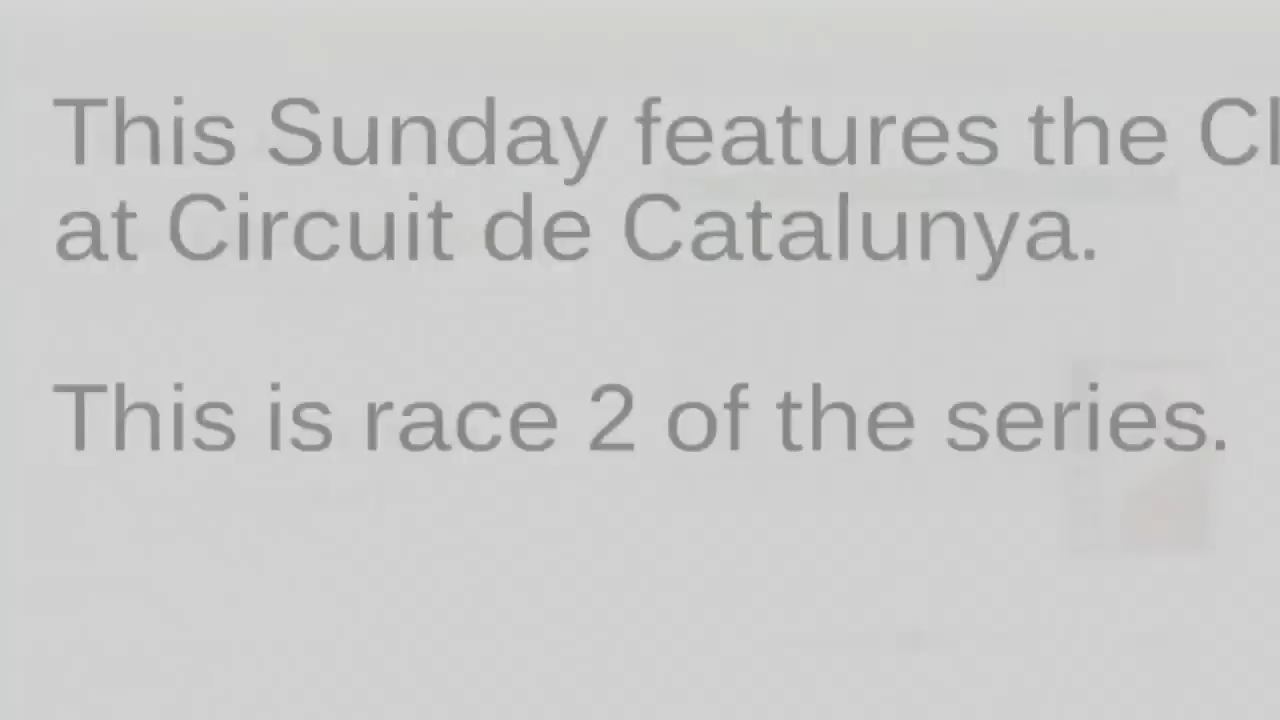 This Sunday features the
at Circuit de Catalunya.
This is race 2 of the series.